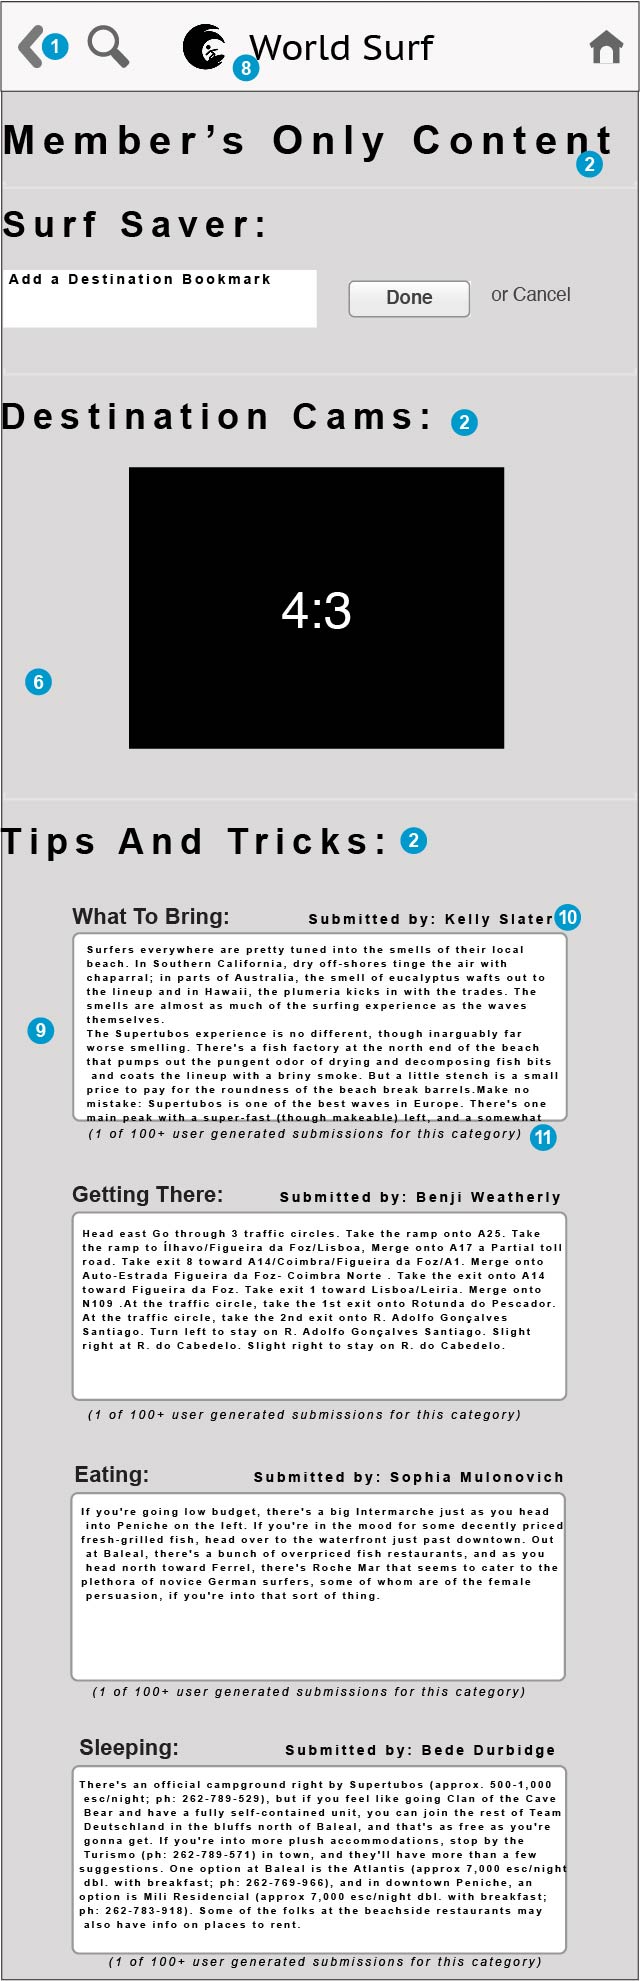 1
World Surf
8
Member's Only Content
2
Surf Saver:
Add a Destination Bookmark
Done
or Cancel
Destination Cams: 2
4:3
6
Tips And Tricks: 2
What To Bring:
Submitted by: Kelly Slater 10
Surfers everywhere are pretty tuned into the smells of their local
beach. In Southern California, dry off-shores tinge the air with
chaparral; in parts of Australia, the smell of eucalyptus wafts out to
the lineup and in Hawaii, the plumeria kicks in with the trades. The
smells are almost as much of the surfing experience as the waves
themselves.
9
The Supertubos experience is no different, though inarguably far
worse smelling. There's a fish factory at the north end of the beach
that pumps out the pungent odor of drying and decomposing fish bits
and coats the lineup with a briny smoke. But a little stench is a small
price to pay for the roundness of the beach break barrels.Make no
mistake: Supertubos is one of the best waves in Europe. There's one
main peak with a super-fast (though makeable) left, and a somewhat
(1 of 100+ user generated submissions for this category) 11
Getting There:
Submitted by: Benji Weatherly
Head east Go through 3 traffic circles. Take the ramp onto A25. Take
the ramp to Ílhavo/Figueira da Foz/Lisboa, Merge onto A17 a Partial toll
road. Take exit 8 toward A14/Coimbra/Figueira da Foz/A1. Merge onto
Auto-Estrada Figueira da Foz- Coimbra Norte . Take the exit onto A14
toward Figueira da Foz. Take exit 1 toward Lisboa/Leiria. Merge onto
N109 .At the traffic circle, take the 1st exit onto Rotunda do Pescador.
At the traffic circle, take the 2nd exit onto R. Adolfo Gonçalves
Santiago. Turn left to stay on R. Adolfo Gonçalves Santiago. Slight
right at R. do Cabedelo. Slight right to stay on R. do Cabedelo.
(1 of 100+ user generated submissions for this category)
Eating:
Submitted by: Sophia Mulonovich
If you're going low budget, there's a big Intermarche just as you head
into Peniche on the left. If you're in the mood for some decently priced
fresh-grilled fish, head over to the waterfront just past downtown. Out
at Baleal, there's a bunch of overpriced fish restaurants, and as you
head north toward Ferrel, there's Roche Mar that seems to cater to the
plethora of novice German surfers, some of whom are of the female
persuasion, if you're into that sort of thing.
(1 of 100+ user generated submissions for this category)
Sleeping:
Submitted by: Bede Durbidge
There's an official campground right by Supertubos (approx. 500-1,000
esc/night; ph: 262-789-529), but if you feel like going Clan of the Cave
Bear and have a fully self-contained unit, you can join the rest of Team
Deutschland in the bluffs north of Baleal, and that's as free as you're
gonna get. If you're into more plush accommodations, stop by the
Turismo (ph: 262-789-571) in town, and they'll have more than a few
suggestions. One option at Baleal is the Atlantis (approx 7,000 esc/night
dbl. with breakfast; ph: 262-769-966), and in downtown Peniche, an
option is Mili Residencial (approx 7,000 esc/night dbl. with breakfast;
ph: 262-783-918). Some of the folks at the beachside restaurants may
also have info on places to rent.
(1 of 100+ user generated submissions for this category)